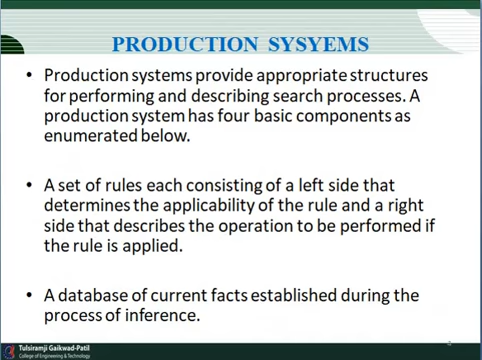 PRODUCTION SYSYEMS
• Production systems provide appropriate structures
for performing and describing search processes. A
production system has four basic components as
enumerated below.
• A set of rules each consisting of a left side that
determines the applicability of the rule and a right
side that describes the operation to be performed if
the rule is applied.
• A database of current facts established during the
process of inference.
Tulsiramji Gaikwad-Patil
College of Engineering & Technology